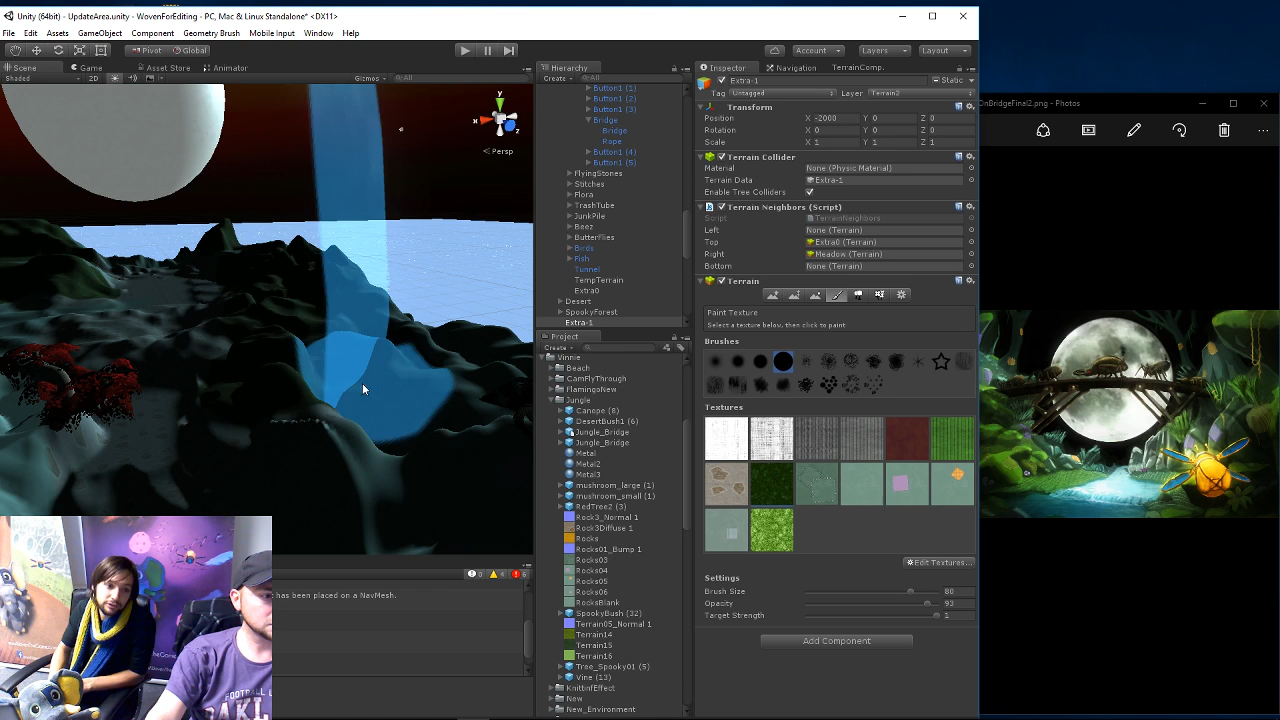 Unity (64bit) - UpdateArea.unity - WovenForEditing - PC, Mac & Linux Standalone* <DX11>
File Edit Assets GameObject Component Geometry Brush Mobile Input Window Help
Pivot Global Account Layers Layout
Scene Game Asset Store Animator
Shaded 2D Gizmos All
x y z
Persp
has been placed on a NavMesh.
0 4 6
Hierarchy
Create All
Button1 (1)
Button1 (2)
Button1 (3)
Bridge
Bridge
Rope
Button1 (4)
Button1 (5)
FlyingStones
Stitches
Flora
TrashTube
JunkPile
Beez
ButterFlies
Birds
Fish
Tunnel
TempTerrain
Extra0
Desert
SpookyForest
Extra-1
Project
Create
Vinnie
Beach
CamFlyThrough
FlamingoNew
Jungle
Canope (8)
DesertBush1 (6)
Jungle_Bridge
Jungle_Bridge
Metal
Metal2
Metal3
mushroom_large (1)
mushroom_small (1)
RedTree2 (3)
Rock3_Normal 1
Rock3Diffuse 1
Rocks
Rocks01_Bump 1
Rocks03
Rocks04
Rocks05
Rocks06
RocksBlank
SpookyBush (32)
Terrain05_Normal 1
Terrain14
Terrain15
Terrain16
Tree_Spooky01 (5)
Vine (13)
KnittinfEffect
New
New_Environment
Inspector Navigation TerrainComp.
Extra-1 Static
Tag Untagged Layer Terrain2
Transform
Position X -2000 Y 0 Z 0
Rotation X 0 Y 0 Z 0
Scale X 1 Y 1 Z 1
Terrain Collider
Material None (Physic Material)
Terrain Data Extra-1
Enable Tree Colliders
Terrain Neighbors (Script)
Script TerrainNeighbors
Left None (Terrain)
Top Extra0 (Terrain)
Right Meadow (Terrain)
Bottom None (Terrain)
Terrain
Paint Texture
Select a texture below, then click to paint
Brushes
Textures
Edit Textures...
Settings
Brush Size 80
Opacity 93
Target Strength 1
Add Component
OnBridgeFinal2.png - Photos
FOOTBALL